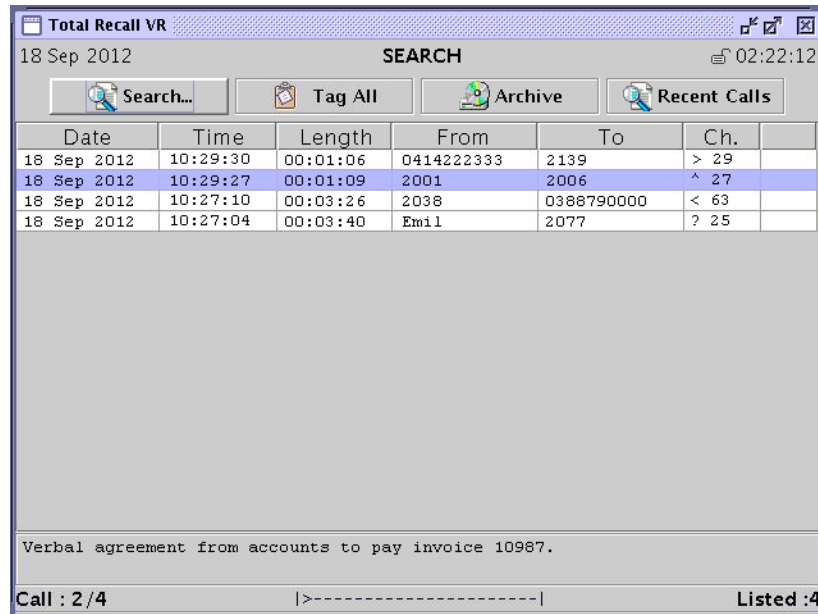 Total Recall VR
18 Sep 2012 SEARCH 02:22:12
Search... Tag All Archive Recent Calls
Date Time Length From To Ch.
18 Sep 2012 10:29:30 00:01:06 0414222333 2139 > 29
18 Sep 2012 10:29:27 00:01:09 2001 2006 ^ 27
18 Sep 2012 10:27:10 00:03:26 2038 0388790000 < 63
18 Sep 2012 10:27:04 00:03:40 Emil 2077 ? 25
Verbal agreement from accounts to pay invoice 10987.
Call : 2/4 |>----------------------| Listed :4